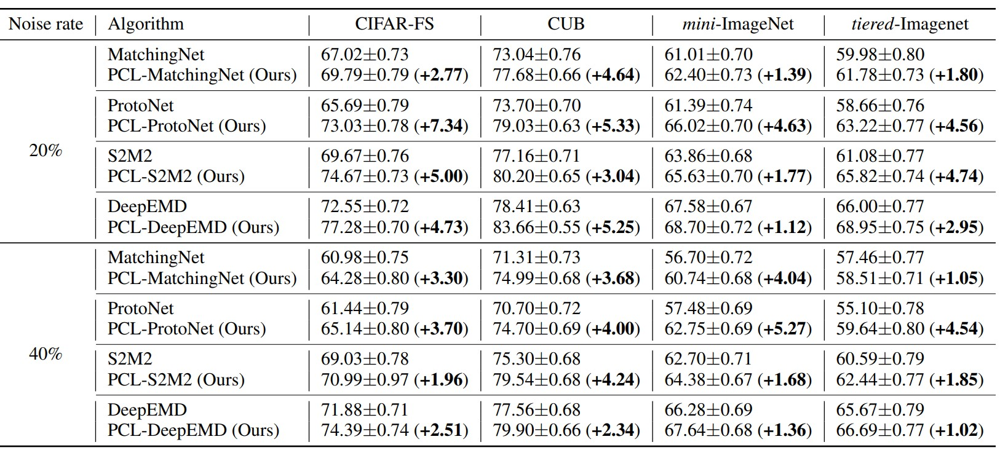 Noise rate Algorithm CIFAR-FS CUB mini-ImageNet tiered-Imagenet
MatchingNet 67.02±0.73 73.04±0.76 61.01±0.70 59.98±0.80
PCL-MatchingNet (Ours) 69.79±0.79 (+2.77) 77.68±0.66 (+4.64) 62.40±0.73 (+1.39) 61.78±0.73 (+1.80)
ProtoNet 65.69±0.79 73.70±0.70 61.39±0.74 58.66±0.76
PCL-ProtoNet (Ours) 73.03±0.78 (+7.34) 79.03±0.63 (+5.33) 66.02±0.70 (+4.63) 63.22±0.77 (+4.56)
20%
S2M2 69.67±0.76 77.16±0.71 63.86±0.68 61.08±0.77
PCL-S2M2 (Ours) 74.67±0.73 (+5.00) 80.20±0.65 (+3.04) 65.63±0.70 (+1.77) 65.82±0.74 (+4.74)
DeepEMD 72.55±0.72 78.41±0.63 67.58±0.67 66.00±0.77
PCL-DeepEMD (Ours) 77.28±0.70 (+4.73) 83.66±0.55 (+5.25) 68.70±0.72 (+1.12) 68.95±0.75 (+2.95)
MatchingNet 60.98±0.75 71.31±0.73 56.70±0.72 57.46±0.77
PCL-MatchingNet (Ours) 64.28±0.80 (+3.30) 74.99±0.68 (+3.68) 60.74±0.68 (+4.04) 58.51±0.71 (+1.05)
ProtoNet 61.44±0.79 70.70±0.72 57.48±0.69 55.10±0.78
PCL-ProtoNet (Ours) 65.14±0.80 (+3.70) 74.70±0.69 (+4.00) 62.75±0.69 (+5.27) 59.64±0.80 (+4.54)
40%
S2M2 69.03±0.78 75.30±0.68 62.70±0.71 60.59±0.79
PCL-S2M2 (Ours) 70.99±0.97 (+1.96) 79.54±0.68 (+4.24) 64.38±0.67 (+1.68) 62.44±0.77 (+1.85)
DeepEMD 71.88±0.71 77.56±0.68 66.28±0.69 65.67±0.79
PCL-DeepEMD (Ours) 74.39±0.74 (+2.51) 79.90±0.66 (+2.34) 67.64±0.68 (+1.36) 66.69±0.77 (+1.02)